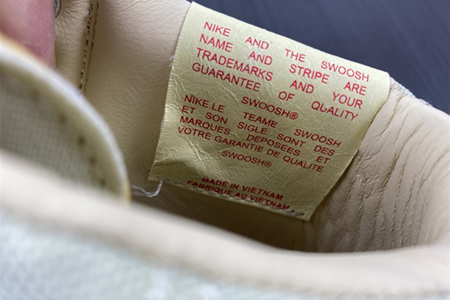 NIKE AND THE SWOOSH
NAME AND STRIPE ARE
TRADEMARKS AND YOUR
GUARANTEE OF QUALITY
SWOOSH®
NIKE.LE TEAME SWOOSH
ET SON SIGLE SONT DES
MARQUES DEPOSEES ET
VOTRE GARANTIE DE QUALITE
SWOOSH®
MADE IN VIETNAM
FABRIQUE AU VIETNAM